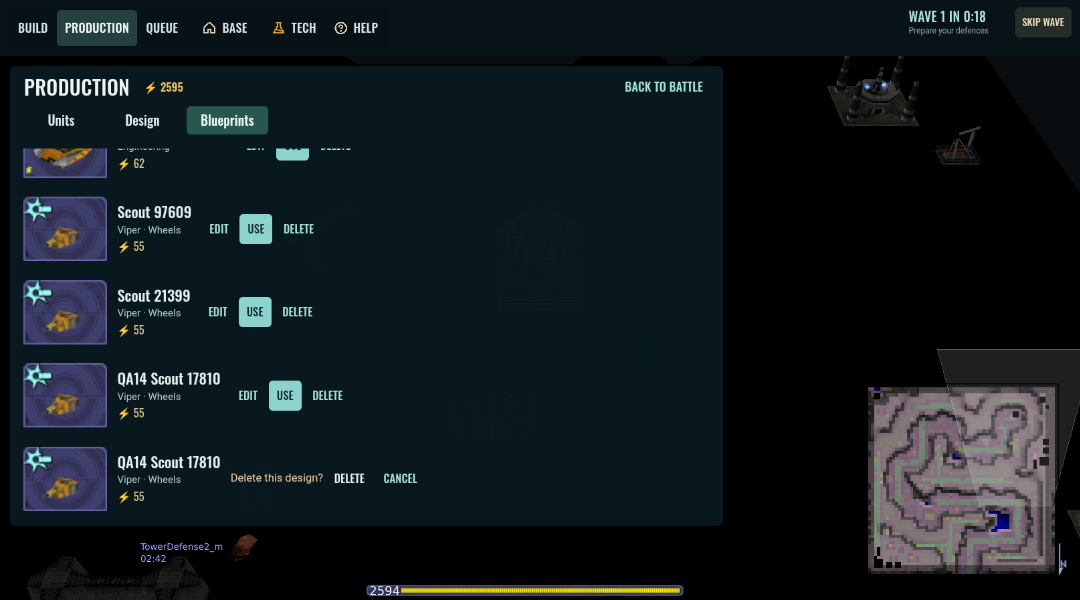 BUILD PRODUCTION QUEUE BASE TECH HELP
WAVE 1 IN 0:18
Prepare your defences
SKIP WAVE
PRODUCTION 2595
BACK TO BATTLE
Units Design Blueprints
62
Scout 97609
Viper · Wheels
55
EDIT USE DELETE
Scout 21399
Viper · Wheels
55
EDIT USE DELETE
QA14 Scout 17810
Viper · Wheels
55
EDIT USE DELETE
QA14 Scout 17810
Viper · Wheels
55
Delete this design? DELETE CANCEL
TowerDefense2_m
02:42
2594
N